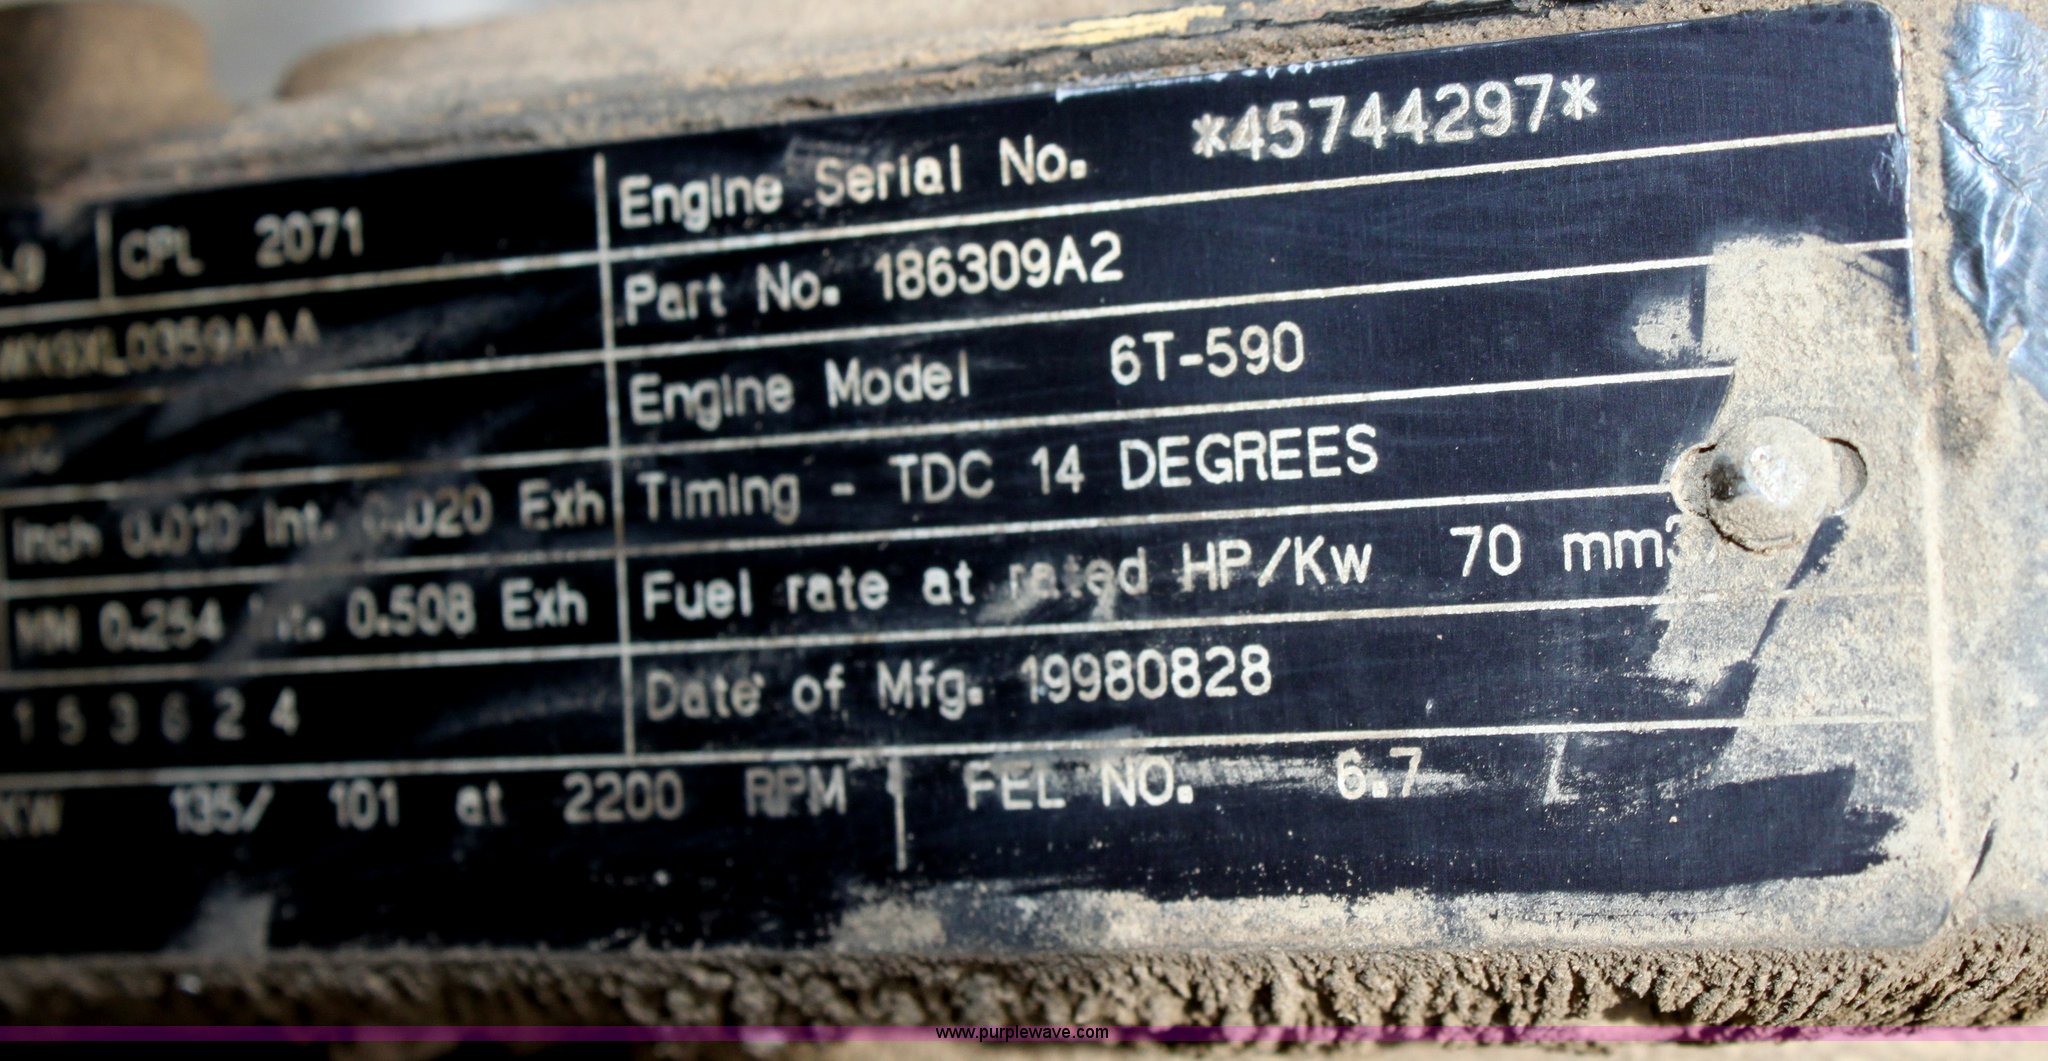 Engine Serial No. *45744297*
CPL 2071
Part No. 186309A2
Engine Model 6T-590
Timing - TDC 14 DEGREES
Inch 0.010 Int. 0.020 Exh
Fuel rate at rated HP/Kw 70 mm3
MM 0.254 Int. 0.508 Exh
Date of Mfg. 19980828
1 5 3 6 2 4
KW 135/ 101 at 2200 RPM
FEL NO. 6.7
www.purplewave.com